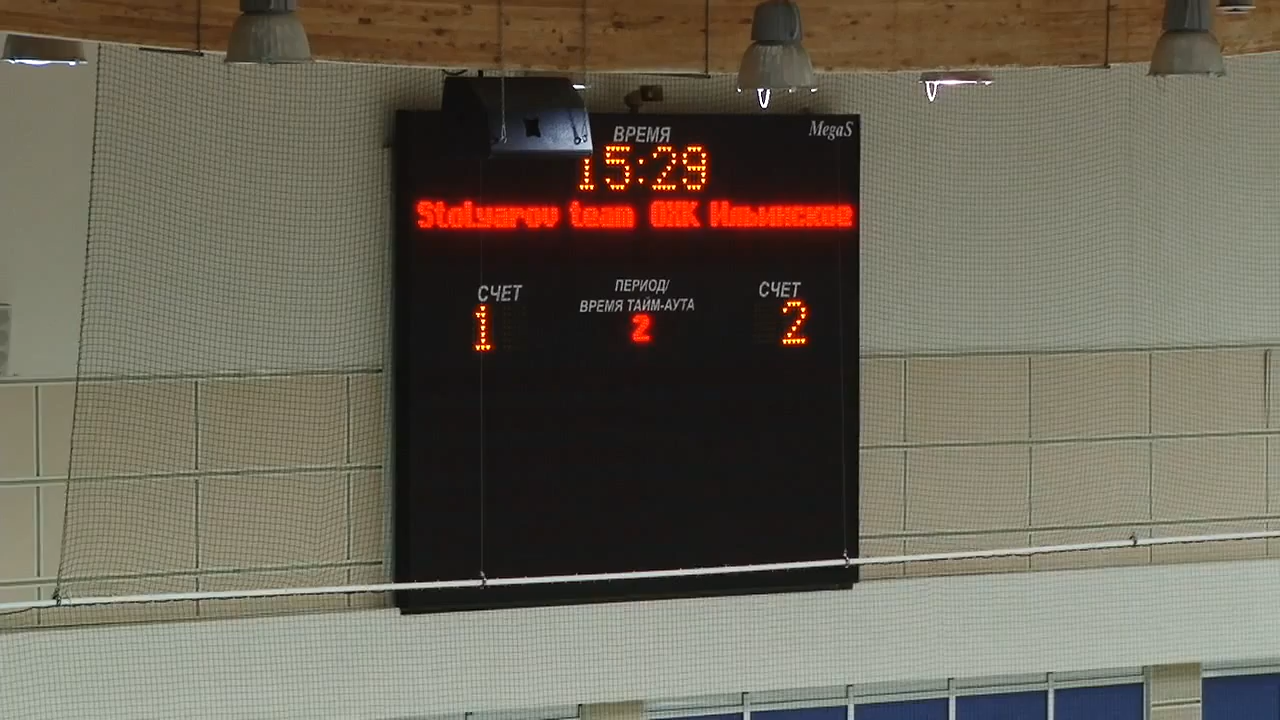 ВРЕМЯ MegaS
15:29
Stolyarov team ОХК Ильинское
СЧЕТ ПЕРИОД/ СЧЕТ
ВРЕМЯ ТАЙМ-АУТА
1 2 2